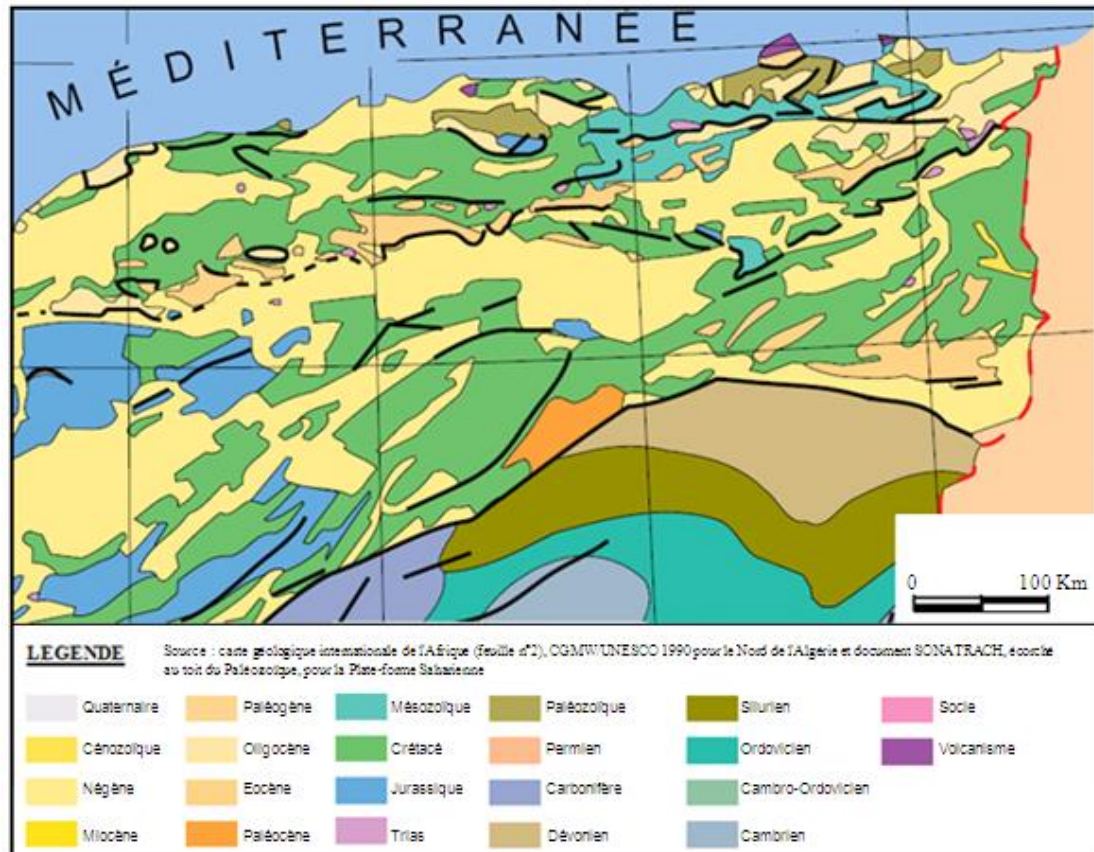 MÉDITERRANÉE
0 100 Km
LEGENDE
Source : carte géologique internationale de l'Afrique (feuille n°2), CGMW/UNESCO 1990 pour le Nord de l'Algérie et document SONATRACH, écorché
au toit du Paléozoïque, pour la Plate-forme Saharienne
Quaternaire Paléogène Mésozoïque Paléozoïque Silurien Socle
Cénozoïque Oligocène Crétacé Permien Ordovicien Volcanisme
Négène Eocène Jurassique Carbonifère Cambro-Ordovicien
Miocène Paléocène Trias Dévonien Cambrien